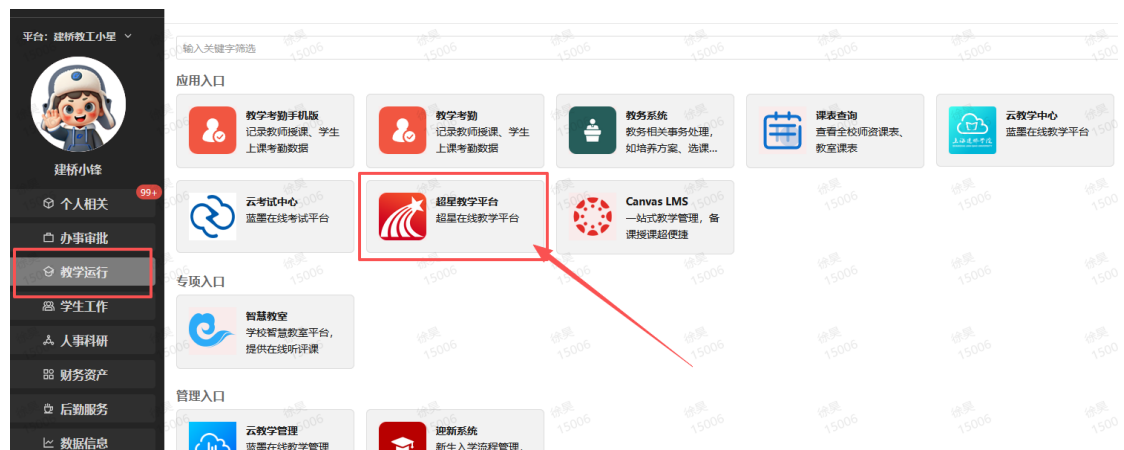 平台：建桥教工小星
建桥小锋
99+
个人相关
办事审批
教学运行
学生工作
人事科研
财务资产
后勤服务
数据信息
输入关键字筛选
应用入口
教学考勤手机版
记录教师授课、学生
上课考勤数据
教学考勤
记录教师授课、学生
上课考勤数据
教务系统
教务相关事务处理，
如培养方案、选课...
课表查询
查看全校师资课表、
教室课表
云教学中心
蓝墨在线教学平台
云考试中心
蓝墨在线考试平台
超星教学平台
超星在线教学平台
Canvas LMS
一站式教学管理，备
课授课超便捷
专项入口
智慧教室
学校智慧教室平台，
提供在线听评课
管理入口
云教学管理
蓝墨在线教学管理
迎新系统
新生入学流程管理，
15006